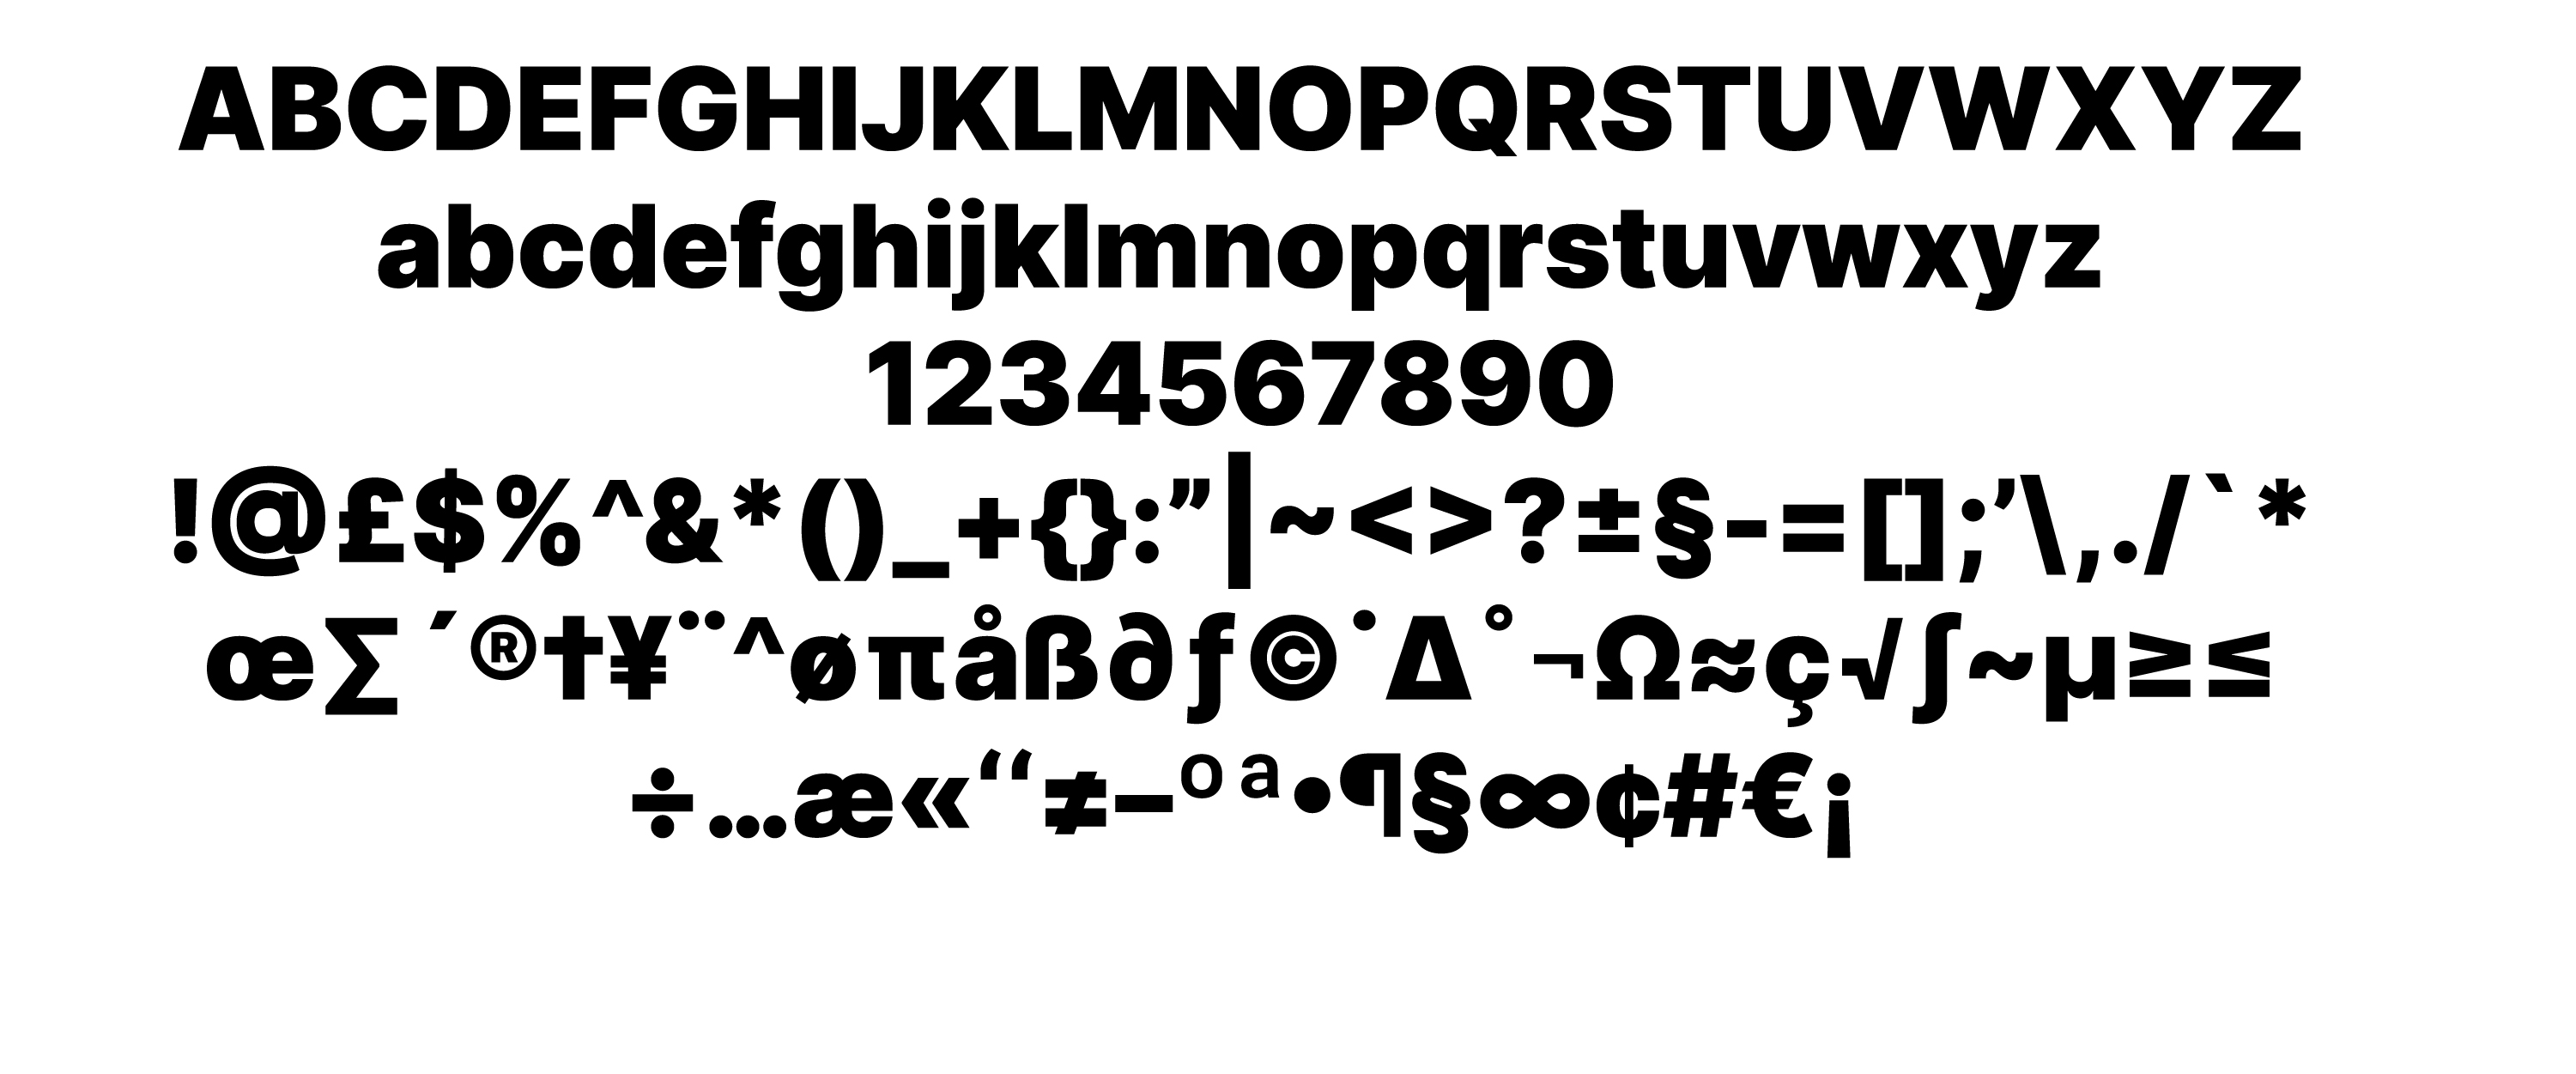 ABCDEFGHIJKLMNOPQRSTUVWXYZ
abcdefghijklmnopqrstuvwxyz
1234567890
!@£$%^&*()_+{}:”|~<>?±§-=[];’\,./`*
œ∑´®†¥¨^øπåß∂ƒ©˙∆˚¬Ω≈ç√∫~µ≥≤
÷…æ«‘‘≠–ºª•¶§∞¢#€¡